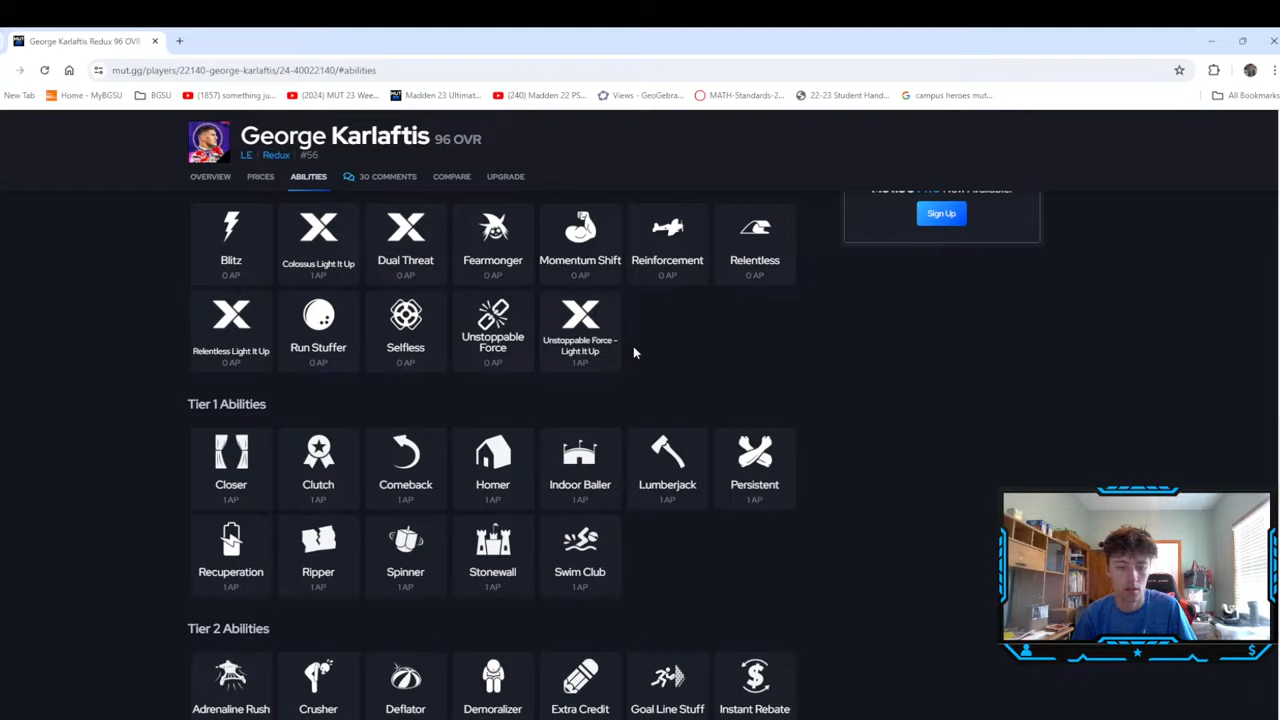 George Karlaftis Redux 96 OVR
mut.gg/players/22140-george-karlaftis/24-40022140/#abilities
New Tab Home - MyBGSU BGSU (1857) something ju... (2024) MUT 23 Wee... Madden 23 Ultimat... (240) Madden 22 PS... Views - GeoGebra... MATH-Standards-2... 22-23 Student Hand... campus heroes mut... All Bookmarks
George Karlaftis 96 OVR
LE Redux #56
OVERVIEW PRICES ABILITIES 30 COMMENTS COMPARE UPGRADE
Sign Up
Blitz Colossus Light It Up Dual Threat Fearmonger Momentum Shift Reinforcement Relentless
0 AP 1 AP 0 AP 0 AP 0 AP 0 AP 0 AP
Relentless Light It Up Run Stuffer Selfless Unstoppable Force Unstoppable Force - Light It Up
0 AP 0 AP 0 AP 0 AP 1 AP
Tier 1 Abilities
Closer Clutch Comeback Homer Indoor Baller Lumberjack Persistent
1 AP 1 AP 1 AP 1 AP 1 AP 1 AP 1 AP
Recuperation Ripper Spinner Stonewall Swim Club
1 AP 1 AP 1 AP 1 AP 1 AP
Tier 2 Abilities
Adrenaline Rush Crusher Deflator Demoralizer Extra Credit Goal Line Stuff Instant Rebate